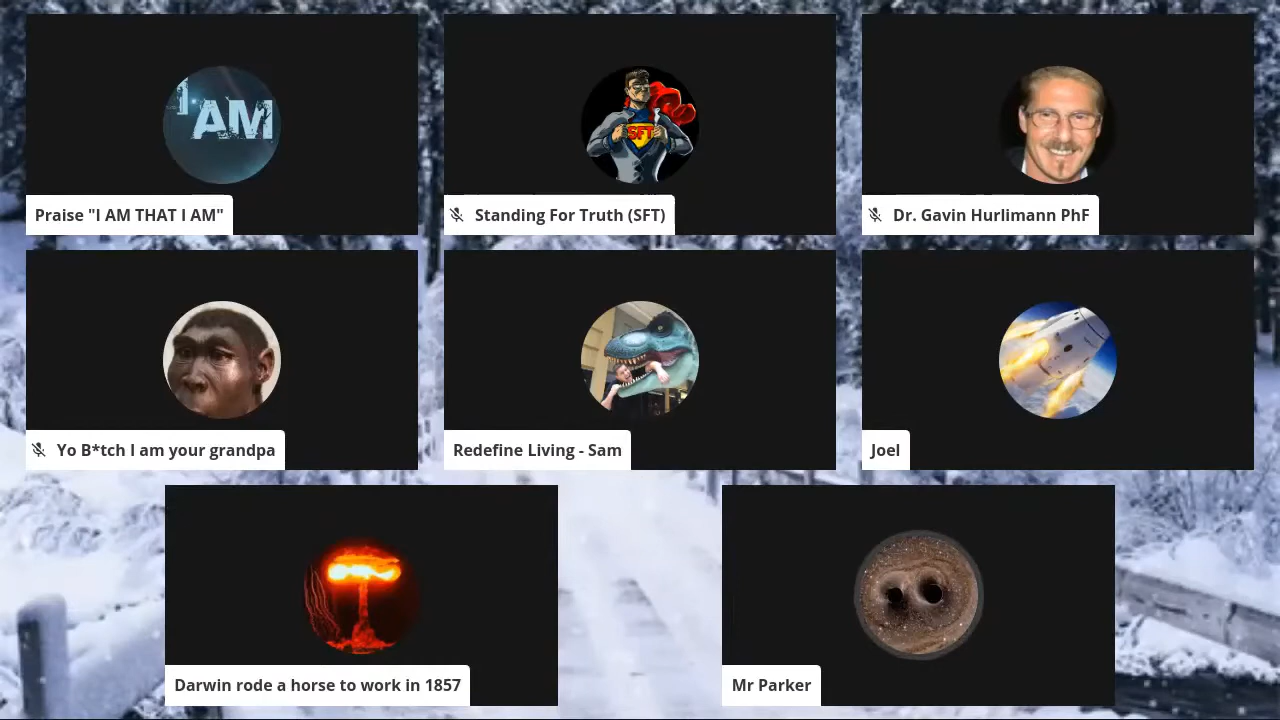 I AM
Praise "I AM THAT I AM"
SFT
Standing For Truth (SFT)
Dr. Gavin Hurlimann PhF
Yo B*tch I am your grandpa
Redefine Living - Sam
Joel
Darwin rode a horse to work in 1857
Mr Parker